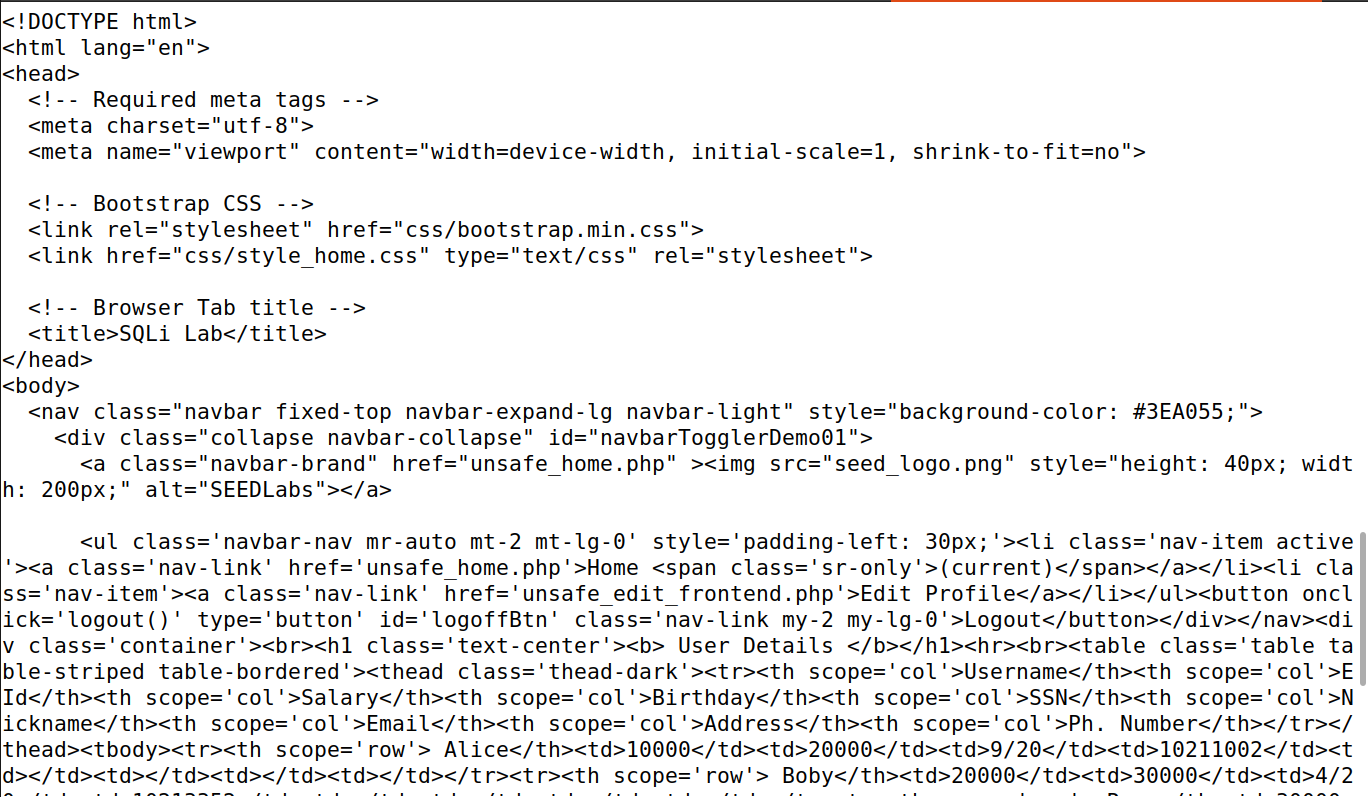 <!DOCTYPE html>
<html lang="en">
<head>
  <!-- Required meta tags -->
  <meta charset="utf-8">
  <meta name="viewport" content="width=device-width, initial-scale=1, shrink-to-fit=no">

  <!-- Bootstrap CSS -->
  <link rel="stylesheet" href="css/bootstrap.min.css">
  <link href="css/style_home.css" type="text/css" rel="stylesheet">

  <!-- Browser Tab title -->
  <title>SQLi Lab</title>
</head>
<body>
  <nav class="navbar fixed-top navbar-expand-lg navbar-light" style="background-color: #3EA055;">
    <div class="collapse navbar-collapse" id="navbarTogglerDemo01">
      <a class="navbar-brand" href="unsafe_home.php" ><img src="seed_logo.png" style="height: 40px; widt
h: 200px;" alt="SEEDLabs"></a>

      <ul class='navbar-nav mr-auto mt-2 mt-lg-0' style='padding-left: 30px;'><li class='nav-item active
'><a class='nav-link' href='unsafe_home.php'>Home <span class='sr-only'>(current)</span></a></li><li cla
ss='nav-item'><a class='nav-link' href='unsafe_edit_frontend.php'>Edit Profile</a></li></ul><button oncl
ick='logout()' type='button' id='logoffBtn' class='nav-link my-2 my-lg-0'>Logout</button></div></nav><di
v class='container'><br><h1 class='text-center'><b> User Details </b></h1><hr><br><table class='table ta
ble-striped table-bordered'><thead class='thead-dark'><tr><th scope='col'>Username</th><th scope='col'>E
Id</th><th scope='col'>Salary</th><th scope='col'>Birthday</th><th scope='col'>SSN</th><th scope='col'>N
ickname</th><th scope='col'>Email</th><th scope='col'>Address</th><th scope='col'>Ph. Number</th></tr></
thead><tbody><tr><th scope='row'> Alice</th><td>10000</td><td>20000</td><td>9/20</td><td>10211002</td><t
d></td><td></td><td></td><td></td></tr><tr><th scope='row'> Boby</th><td>20000</td><td>30000</td><td>4/2